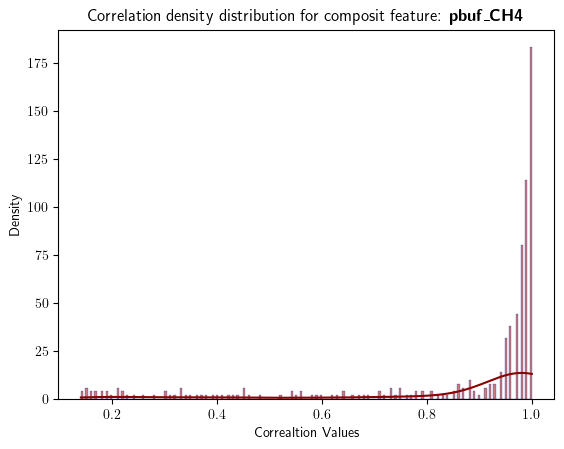 Correlation density distribution for composit feature: pbuf_CH4
175
150
125
100
75
50
25
0
Density
0.2 0.4 0.6 0.8 1.0
Correaltion Values